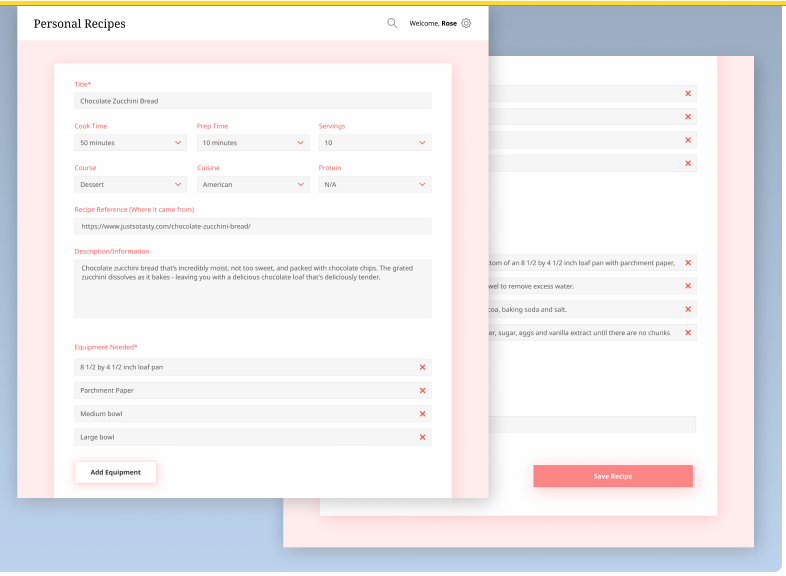 Personal Recipes
Welcome, Rose
Title*
Chocolate Zucchini Bread
Cook Time
Prep Time
Servings
50 minutes
10 minutes
10
Course
Cuisine
Protein
Dessert
American
N/A
Recipe Reference (Where it came from)
https://www.justsotasty.com/chocolate-zucchini-bread/
Description/Information
Chocolate zucchini bread that's incredibly moist, not too sweet, and packed with chocolate chips. The grated
zucchini dissolves as it bakes - leaving you with a delicious chocolate loaf that's deliciously tender.
Equipment Needed*
8 1/2 by 4 1/2 inch loaf pan
Parchment Paper
Medium bowl
Large bowl
Add Equipment
tom of an 8 1/2 by 4 1/2 inch loaf pan with parchment paper,
wel to remove excess water.
coa, baking soda and salt.
er, sugar, eggs and vanilla extract until there are no chunks
Save Recipe